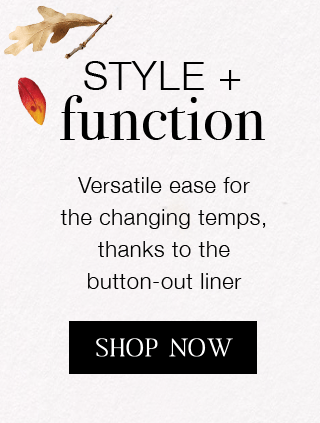 STYLE +
function
Versatile ease for
the changing temps,
thanks to the
button-out liner
SHOP NOW